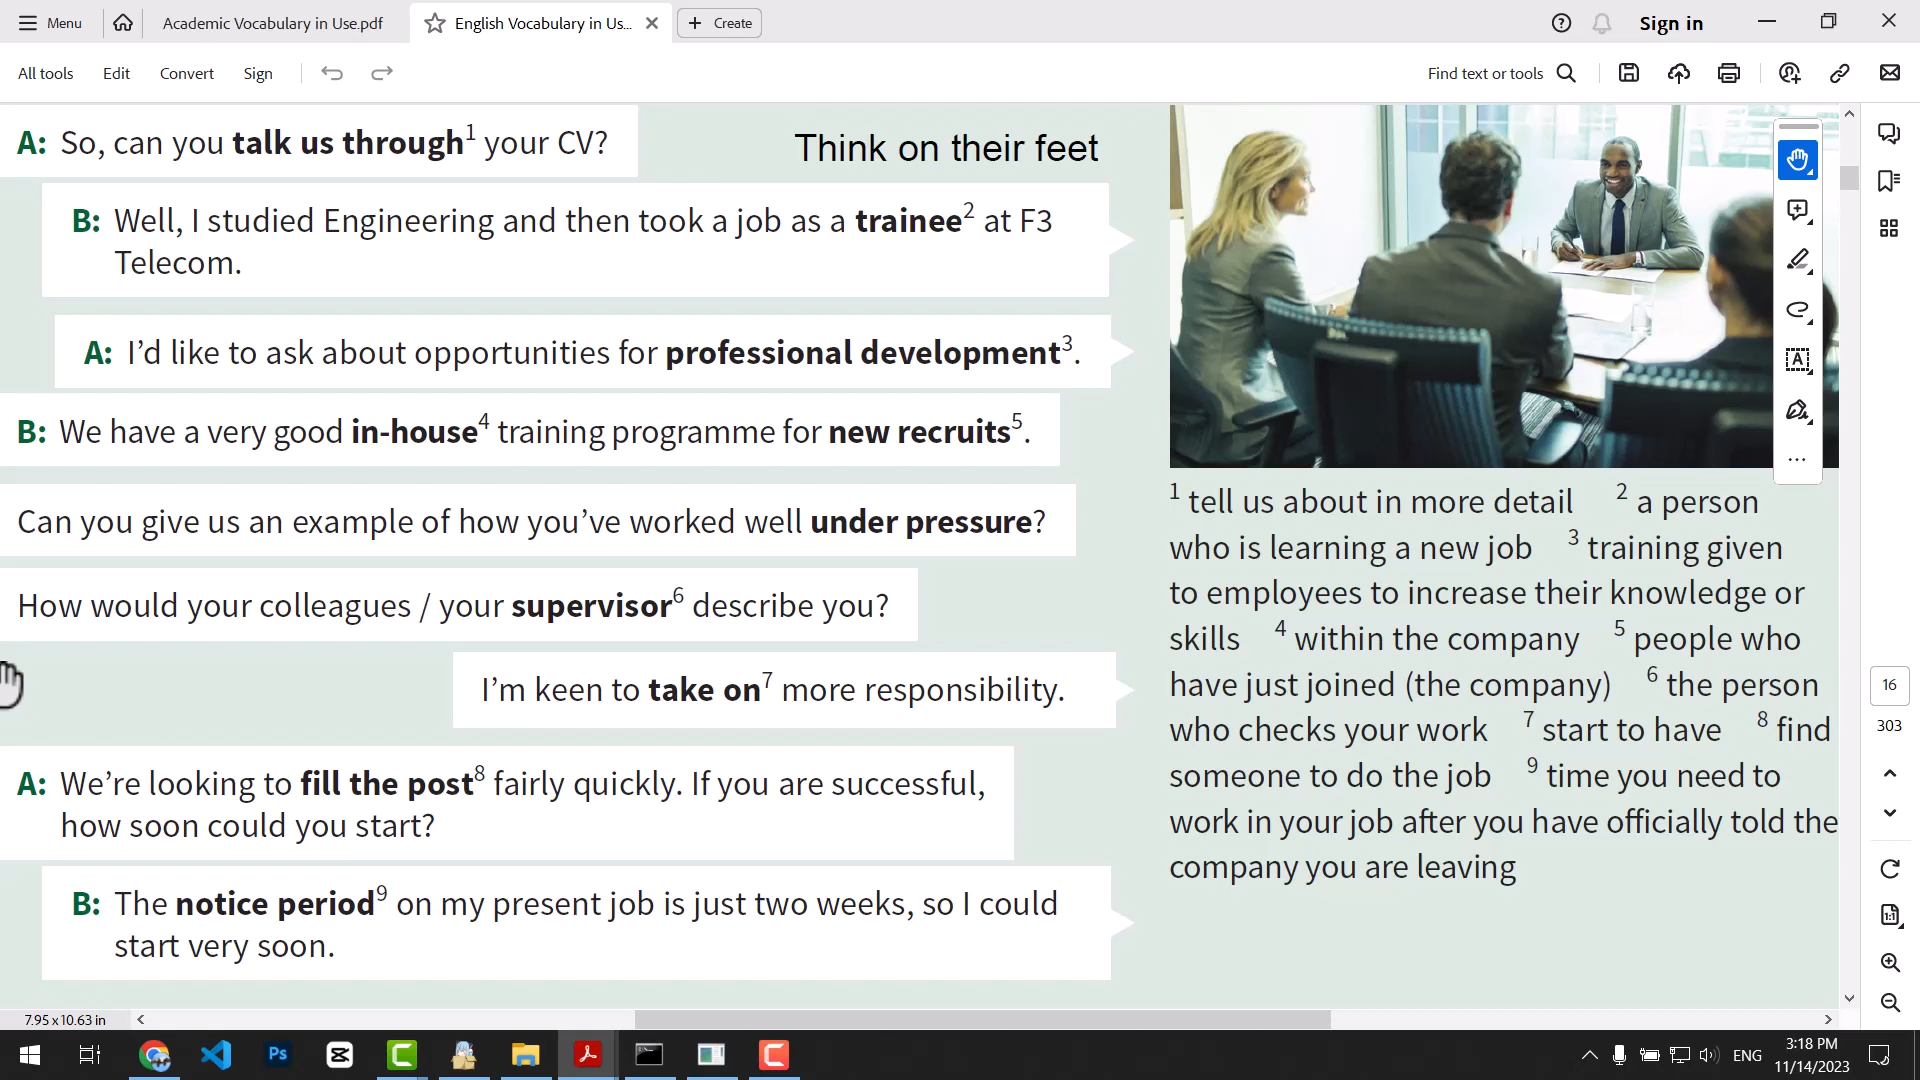 Menu
Academic Vocabulary in Use.pdf
English Vocabulary in Us...
Create
Sign in
All tools
Edit
Convert
Sign
Find text or tools
A: So, can you talk us through1 your CV?
Think on their feet
B: Well, I studied Engineering and then took a job as a trainee2 at F3
Telecom.
A: I'd like to ask about opportunities for professional development3.
B: We have a very good in-house4 training programme for new recruits5.
Can you give us an example of how you've worked well under pressure?
How would your colleagues / your supervisor6 describe you?
I'm keen to take on7 more responsibility.
A: We're looking to fill the post8 fairly quickly. If you are successful,
how soon could you start?
B: The notice period9 on my present job is just two weeks, so I could
start very soon.
1 tell us about in more detail 2 a person
who is learning a new job 3 training given
to employees to increase their knowledge or
skills 4 within the company 5 people who
have just joined (the company) 6 the person
who checks your work 7 start to have 8 find
someone to do the job 9 time you need to
work in your job after you have officially told the
company you are leaving
16
303
7.95 x 10.63 in
Ps
ENG
3:18 PM
11/14/2023